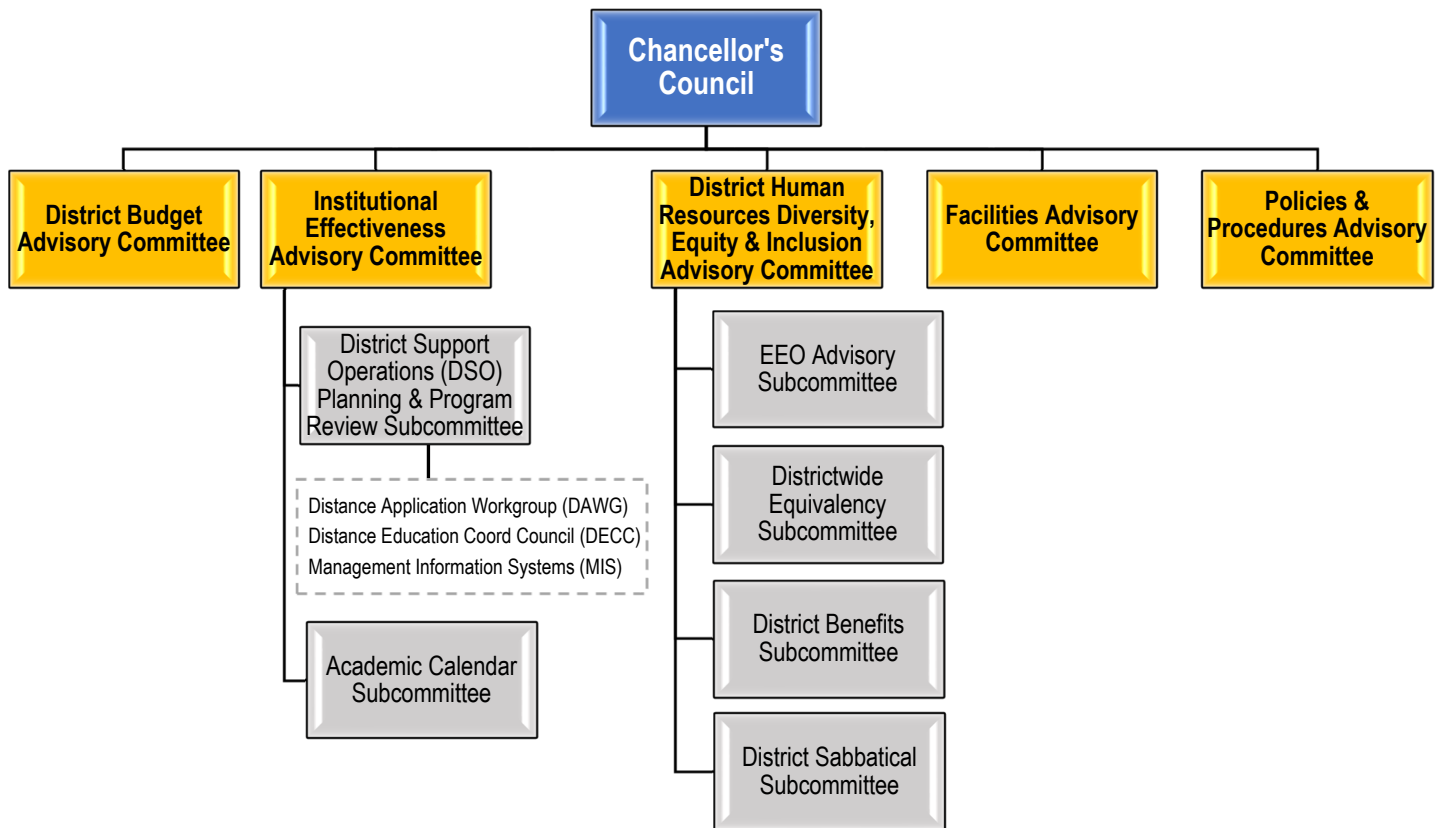 Chancellor's
Council
District Budget
Advisory Committee
Institutional
Effectiveness
Advisory Committee
District Human
Resources Diversity,
Equity & Inclusion
Advisory Committee
Facilities Advisory
Committee
Policies &
Procedures Advisory
Committee
District Support
Operations (DSO)
Planning & Program
Review Subcommittee
Distance Application Workgroup (DAWG)
Distance Education Coord Council (DECC)
Management Information Systems (MIS)
Academic Calendar
Subcommittee
EEO Advisory
Subcommittee
Districtwide
Equivalency
Subcommittee
District Benefits
Subcommittee
District Sabbatical
Subcommittee